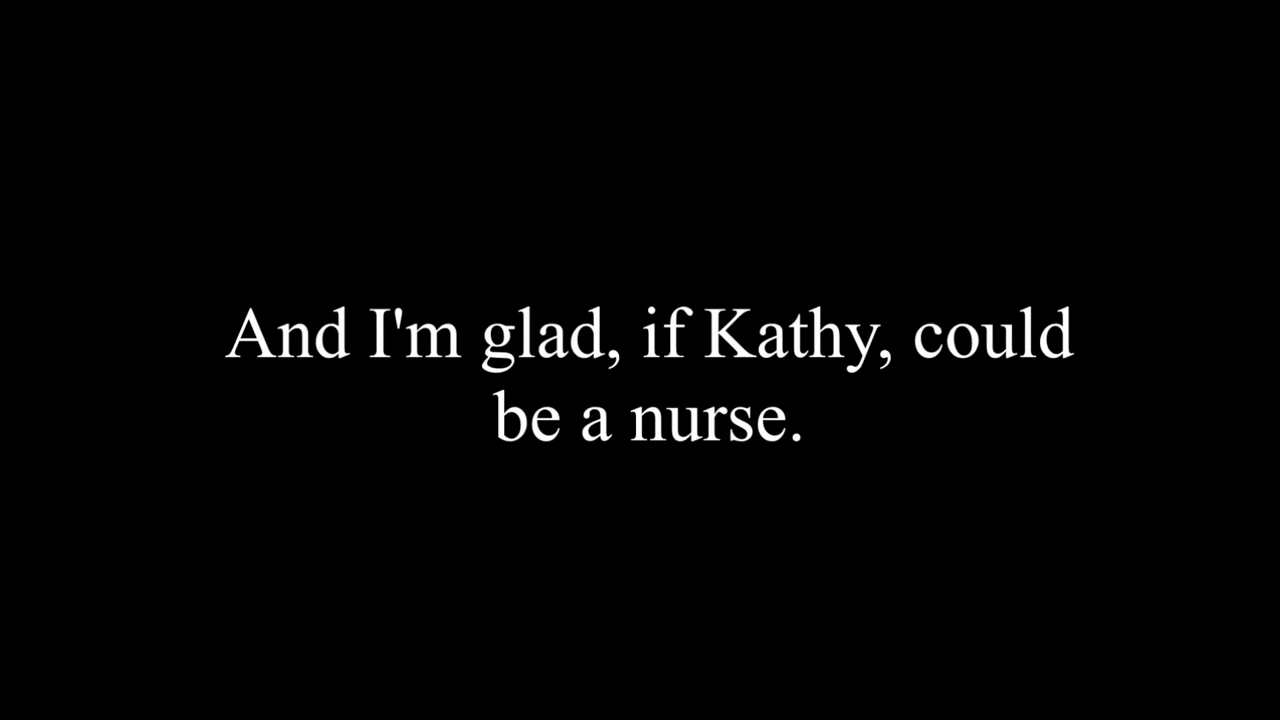 And I'm glad, if Kathy, could
be a nurse.